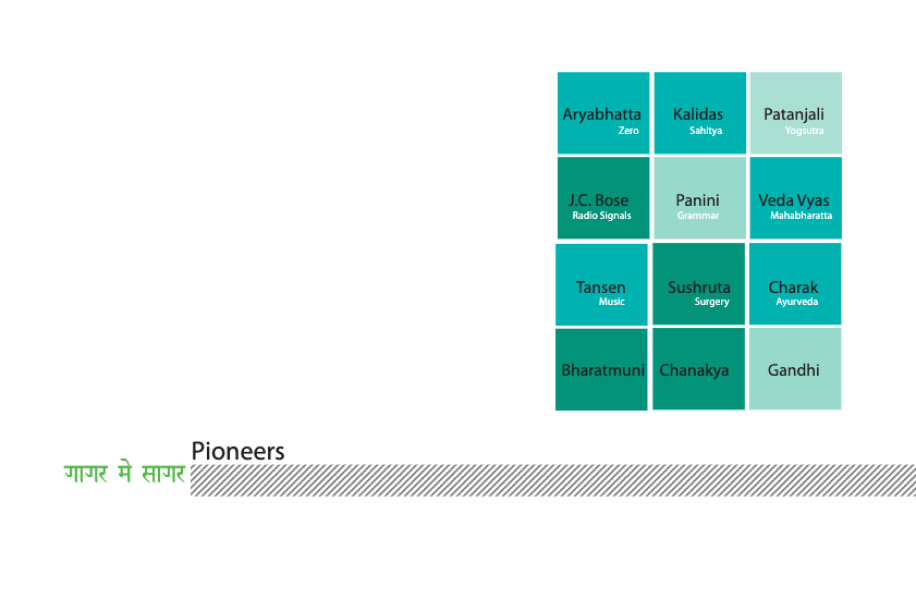 Aryabhatta
Zero
Kalidas
Sahitya
Patanjali
Yogsutra
J.C. Bose
Radio Signals
Panini
Grammar
Veda Vyas
Mahabharatta
Tansen
Music
Sushruta
Surgery
Charak
Ayurveda
Bharatmuni
Chanakya
Gandhi
Pioneers
गागर मे सागर